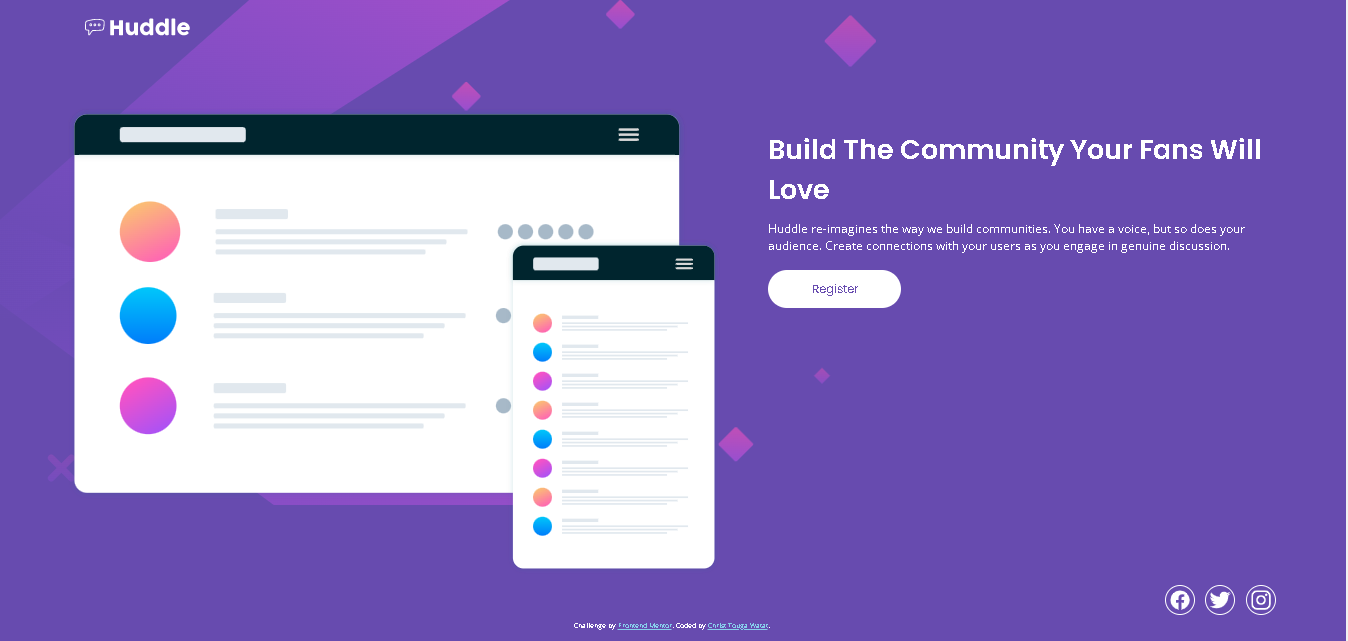 Huddle
Build The Community Your Fans Will
Love
Huddle re-imagines the way we build communities. You have a voice, but so does your
audience. Create connections with your users as you engage in genuine discussion.
Register
Challenge by Frontend Mentor. Coded by Christ Touga Watat.